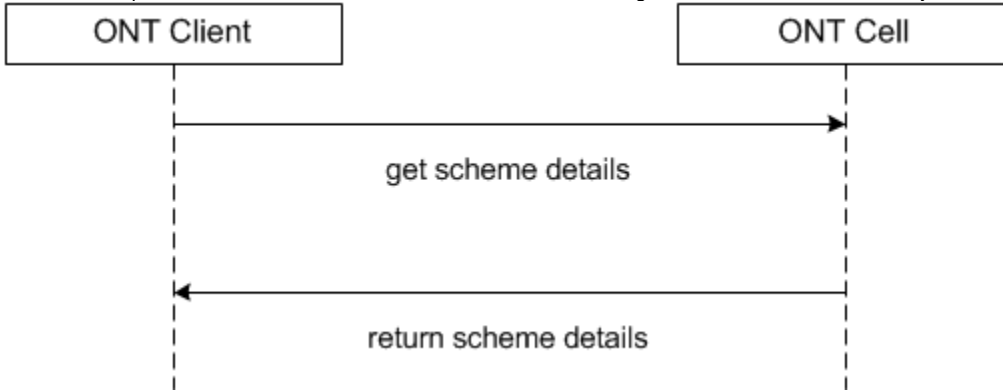 ONT Client
ONT Cell
get scheme details
return scheme details